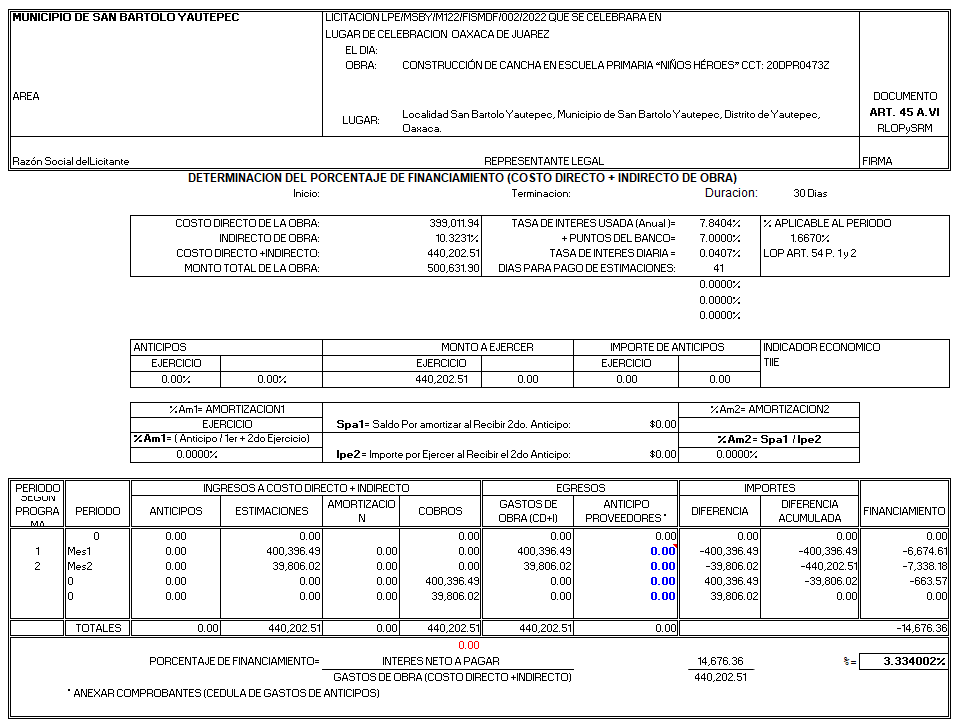 MUNICIPIO DE SAN BARTOLO YAUTEPEC
LICITACION LPE/MSBY/M122/FISMDF/002/2022 QUE SE CELEBRARA EN
LUGAR DE CELEBRACION OAXACA DE JUAREZ
EL DIA:
OBRA: CONSTRUCCIÓN DE CANCHA EN ESCUELA PRIMARIA “NIÑOS HÉROES” CCT: 20DPR0473Z
AREA
DOCUMENTO
ART. 45 A.VI
RLOPySRM
LUGAR: Localidad San Bartolo Yautepec, Municipio de San Bartolo Yautepec, Distrito de Yautepec,
Oaxaca.
Razón Social delLicitante REPRESENTANTE LEGAL FIRMA
DETERMINACION DEL PORCENTAJE DE FINANCIAMIENTO (COSTO DIRECTO + INDIRECTO DE OBRA)
Inicio: Terminacion: Duracion: 30 Dias
COSTO DIRECTO DE LA OBRA: 399,011.94 TASA DE INTERES USADA (Anual )= 7.8404% % APLICABLE AL PERIODO
INDIRECTO DE OBRA: 10.3231% + PUNTOS DEL BANCO= 7.0000% 1.6670%
COSTO DIRECTO +INDIRECTO: 440,202.51 TASA DE INTERES DIARIA = 0.0407% LOP ART. 54 P. 1 y 2
MONTO TOTAL DE LA OBRA: 500,631.90 DIAS PARA PAGO DE ESTIMACIONES: 41
0.0000%
0.0000%
0.0000%
ANTICIPOS MONTO A EJERCER IMPORTE DE ANTICIPOS INDICADOR ECONOMICO
EJERCICIO EJERCICIO EJERCICIO TIIE
0.00% 0.00% 440,202.51 0.00 0.00 0.00
%Am1= AMORTIZACION1 %Am2= AMORTIZACION2
EJERCICIO Spa1= Saldo Por amortizar al Recibir 2do. Anticipo: $0.00
%Am1= ( Anticipo / 1er + 2do Ejercicio) %Am2= Spa1 / Ipe2
0.0000% Ipe2= Importe por Ejercer al Recibir el 2do Anticipo: $0.00 0.0000%
PERIODO INGRESOS A COSTO DIRECTO + INDIRECTO EGRESOS IMPORTES
SEGUN
PROGRA
MA
PERIODO ANTICIPOS ESTIMACIONES AMORTIZACIO
N
COBROS GASTOS DE
OBRA (CD+I)
ANTICIPO
PROVEEDORES *
DIFERENCIA DIFERENCIA
ACUMULADA
FINANCIAMIENTO
0 0.00 0.00 0.00 0.00 0.00 0.00 0.00
1 Mes1 0.00 400,396.49 0.00 0.00 400,396.49 0.00 -400,396.49 -400,396.49 -6,674.61
2 Mes2 0.00 39,806.02 0.00 0.00 39,806.02 0.00 -39,806.02 -440,202.51 -7,338.18
0 0.00 0.00 0.00 400,396.49 0.00 0.00 400,396.49 -39,806.02 -663.57
0 0.00 0.00 0.00 39,806.02 0.00 0.00 39,806.02 0.00 0.00
TOTALES 0.00 440,202.51 0.00 440,202.51 440,202.51 0.00 -14,676.36
0.00
PORCENTAJE DE FINANCIAMIENTO= INTERES NETO A PAGAR 14,676.36 %= 3.334002%
GASTOS DE OBRA (COSTO DIRECTO +INDIRECTO) 440,202.51
* ANEXAR COMPROBANTES (CEDULA DE GASTOS DE ANTICIPOS)